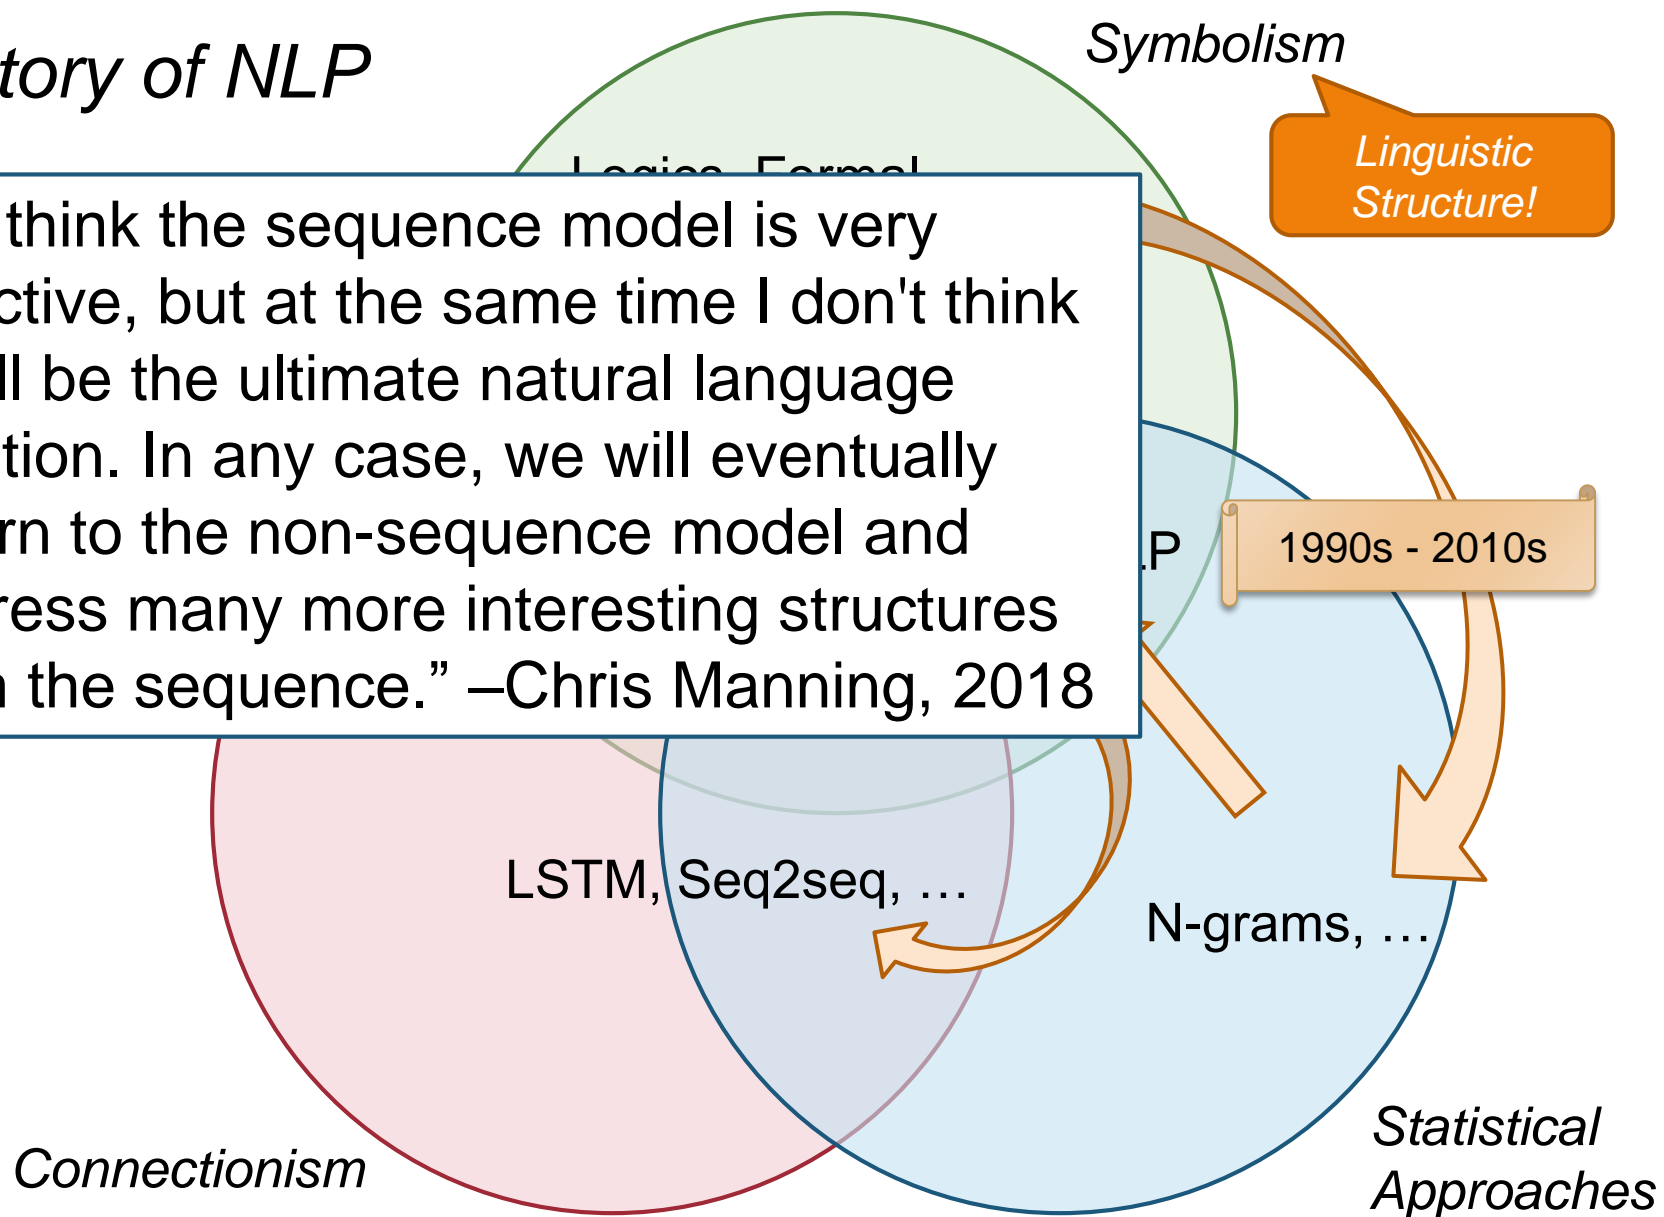 tory of NLP
Symbolism
Linguistic
Structure!
Logics, Formal
think the sequence model is very
ctive, but at the same time I don't think
ll be the ultimate natural language
tion. In any case, we will eventually
rn to the non-sequence model and
ress many more interesting structures
n the sequence.” –Chris Manning, 2018
LP
1990s - 2010s
LSTM, Seq2seq, …
N-grams, …
Connectionism
Statistical
Approaches